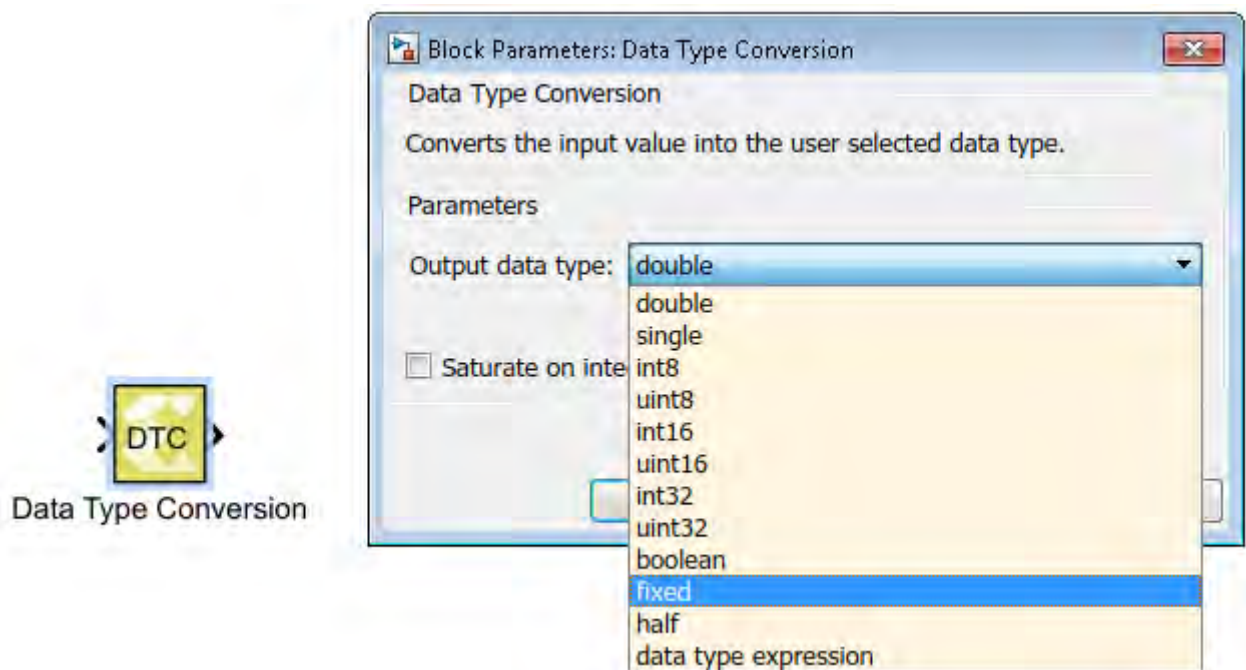 Block Parameters: Data Type Conversion
Data Type Conversion
Converts the input value into the user selected data type.
Parameters
Output data type: double
double
single
Saturate on inte int8
uint8
int16
uint16
int32
uint32
boolean
fixed
half
data type expression
DTC
Data Type Conversion